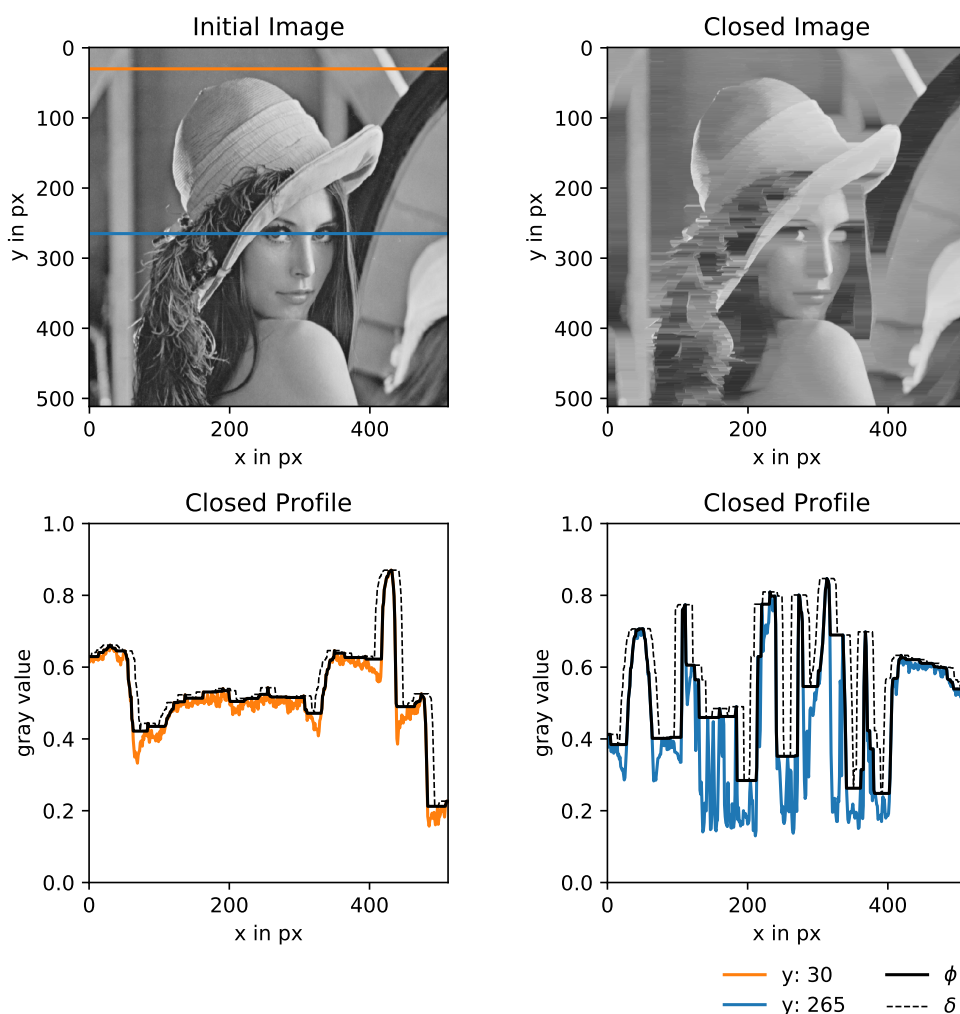 Initial Image
Closed Image
0
100
200
300
400
500
y in px
0 200 400
x in px
0
100
200
300
400
500
y in px
0 200 400
x in px
Closed Profile
Closed Profile
1.0
0.8
0.6
0.4
0.2
0.0
gray value
0 200 400
x in px
1.0
0.8
0.6
0.4
0.2
0.0
gray value
0 200 400
x in px
y: 30 ϕ
y: 265 δ